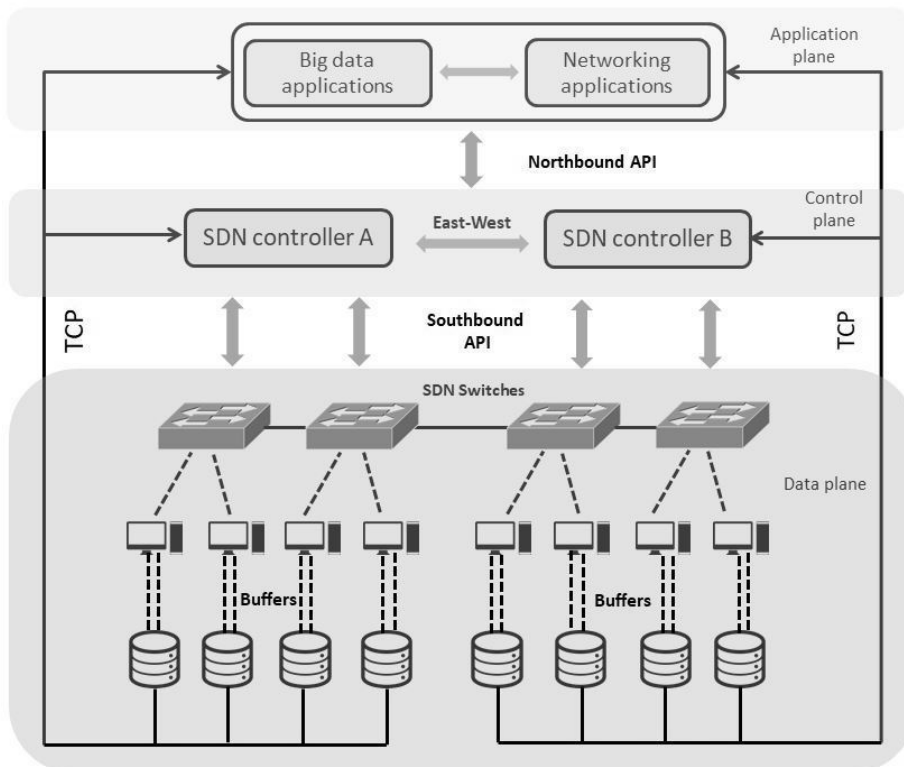 Big data
applications
Networking
applications
Application
plane
Northbound API
Control
plane
SDN controller A
East-West
SDN controller B
TCP
Southbound
API
TCP
SDN Switches
Data plane
Buffers
Buffers